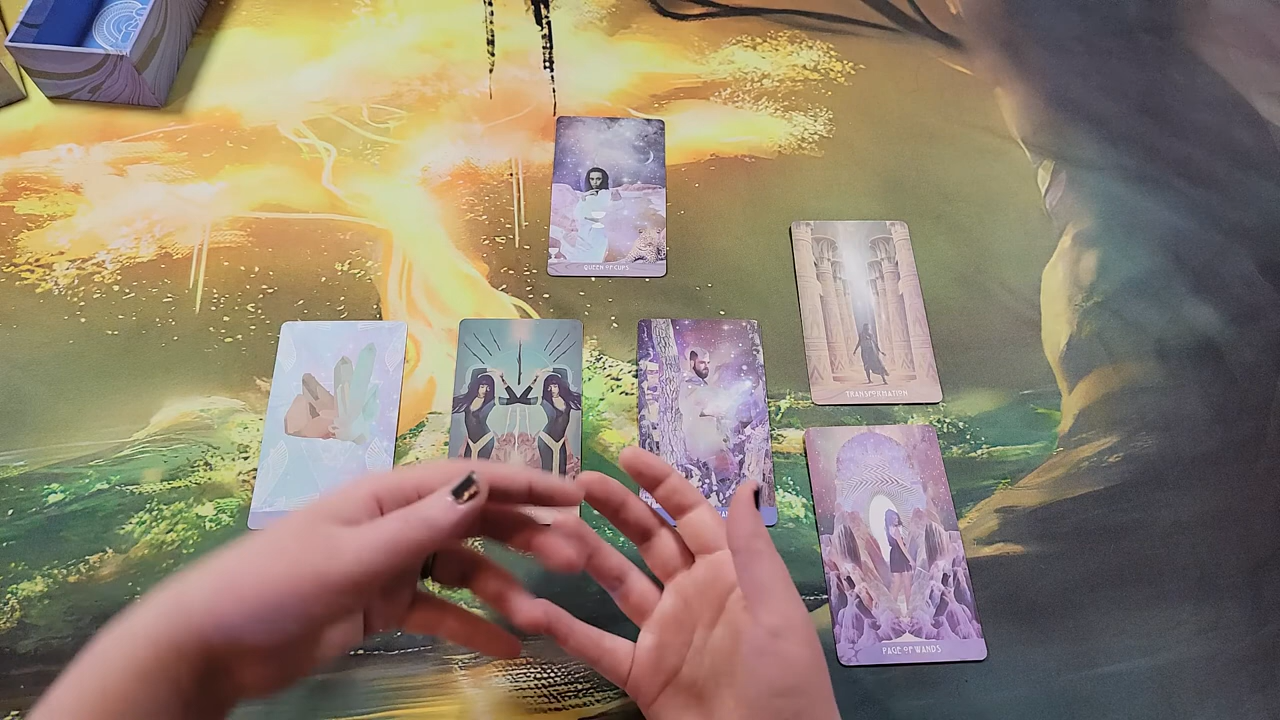 QUEEN OF CUPS
TRANSFORMATION
PAGE OF WANDS